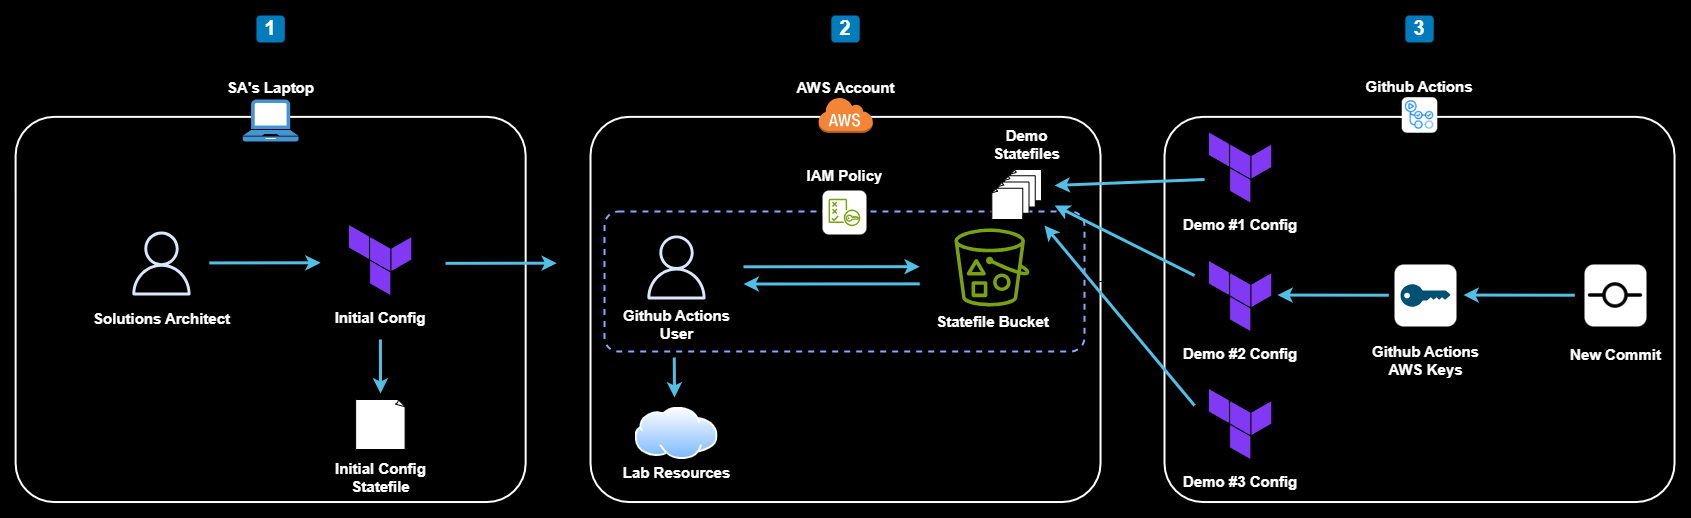 1
SA's Laptop
Solutions Architect
Initial Config
Initial Config
Statefile
2
AWS Account
AWS
Demo
Statefiles
IAM Policy
Github Actions
User
Statefile Bucket
Lab Resources
3
Github Actions
Demo #1 Config
Demo #2 Config
Github Actions
AWS Keys
New Commit
Demo #3 Config